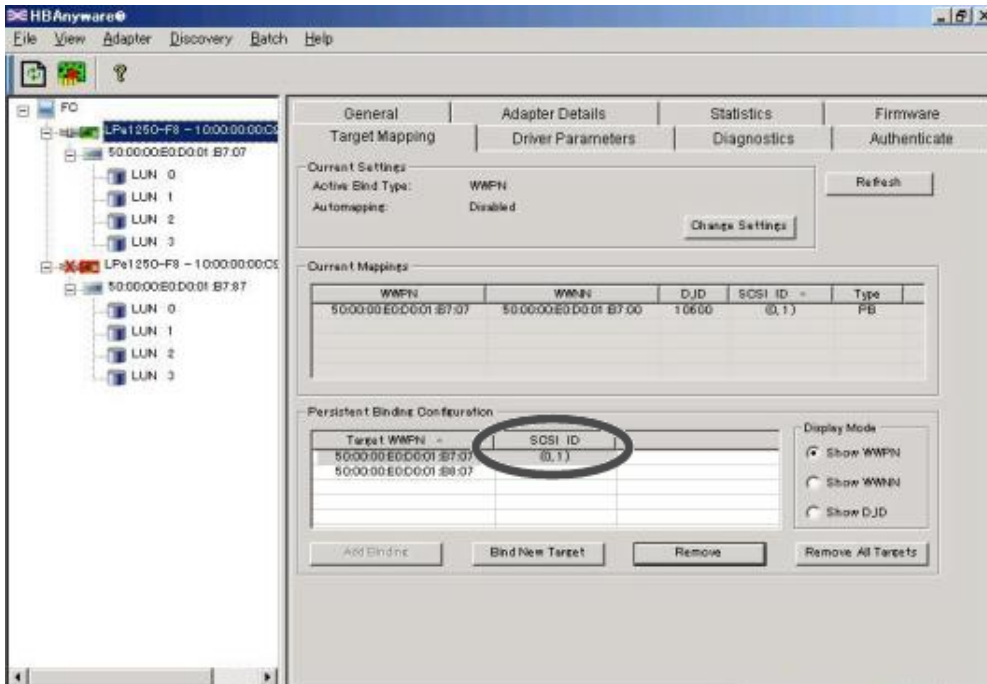 HBAnyware®
File View Adapter Discovery Batch Help
FC
LPe1250-F8 - 10:00:00:00:C9
50:00:00:E0:D0:01:B7:07
LUN 0
LUN 1
LUN 2
LUN 3
LPe1250-F8 - 10:00:00:00:C9
50:00:00:E0:D0:01:B7:87
LUN 0
LUN 1
LUN 2
LUN 3
General Adapter Details Statistics Firmware
Target Mapping Driver Parameters Diagnostics Authenticate
Current Settings
Active Bind Type: WWPN
Automapping: Disabled
Refresh
Change Settings
Current Mappings
WWPN WWNN D_ID SCSI ID Type
50:00:00:E0:D0:01:B7:07 50:00:00:E0:D0:01:B7:00 10600 (0, 1) PB
Persistent Binding Configuration
Target WWPN SCSI ID
50:00:00:E0:D0:01:B7:07 (0, 1)
50:00:00:E0:D0:01:B8:07
Display Mode
Show WWPN
Show WWNN
Show D_ID
Add Binding Bind New Target Remove Remove All Targets